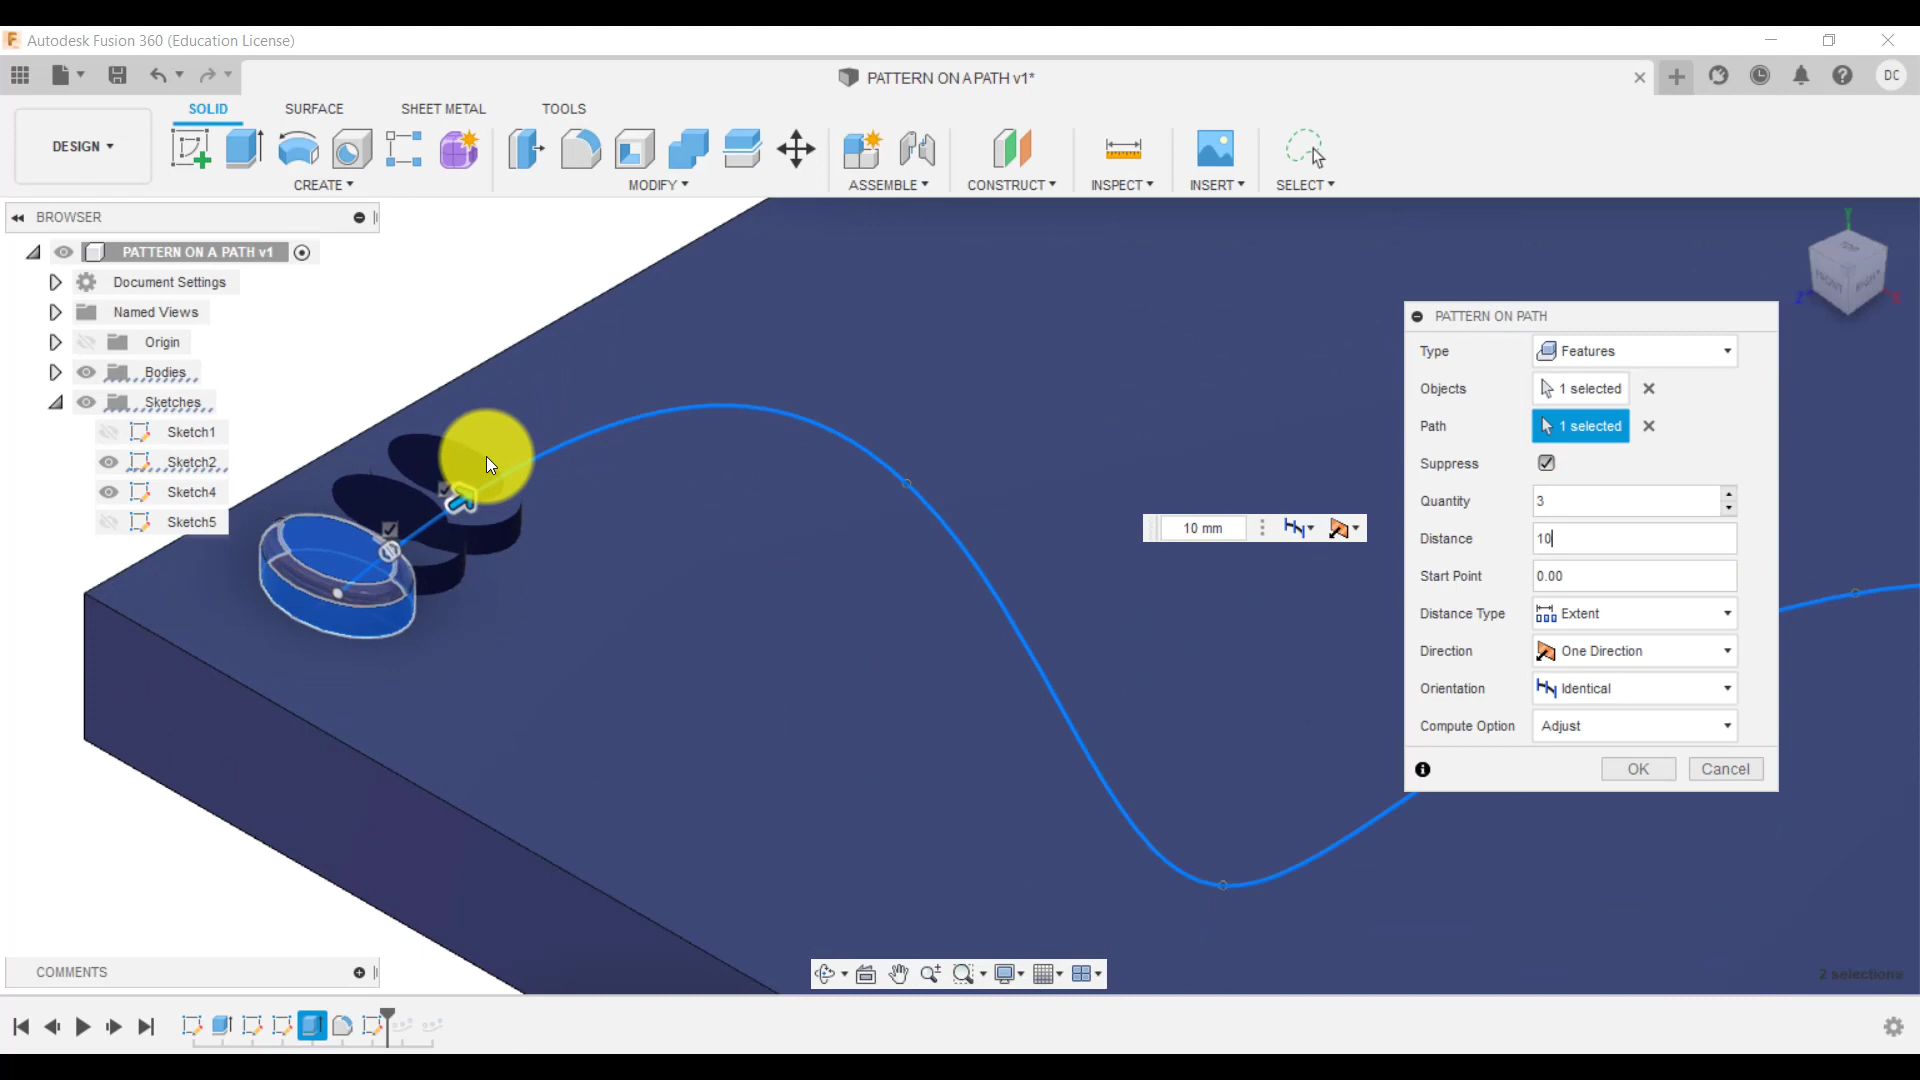 Autodesk Fusion 360 (Education License)
PATTERN ON A PATH v1*
DC
DESIGN
SOLID
SURFACE
SHEET METAL
TOOLS
CREATE
MODIFY
ASSEMBLE
CONSTRUCT
INSPECT
INSERT
SELECT
BROWSER
PATTERN ON A PATH v1
Document Settings
Named Views
Origin
Bodies
Sketches
Sketch1
Sketch2
Sketch4
Sketch5
10 mm
Y
TOP
FRONT
RIGHT
Z
X
PATTERN ON PATH
Type Features
Objects 1 selected
Path 1 selected
Suppress
Quantity 3
Distance 10
Start Point 0.00
Distance Type Extent
Direction One Direction
Orientation Identical
Compute Option Adjust
OK Cancel
COMMENTS
2 selections